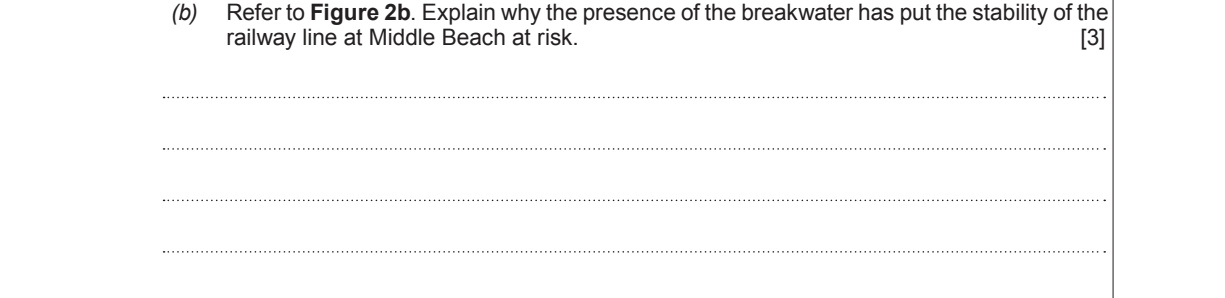 (b) Refer to Figure 2b. Explain why the presence of the breakwater has put the stability of the
railway line at Middle Beach at risk. [3]